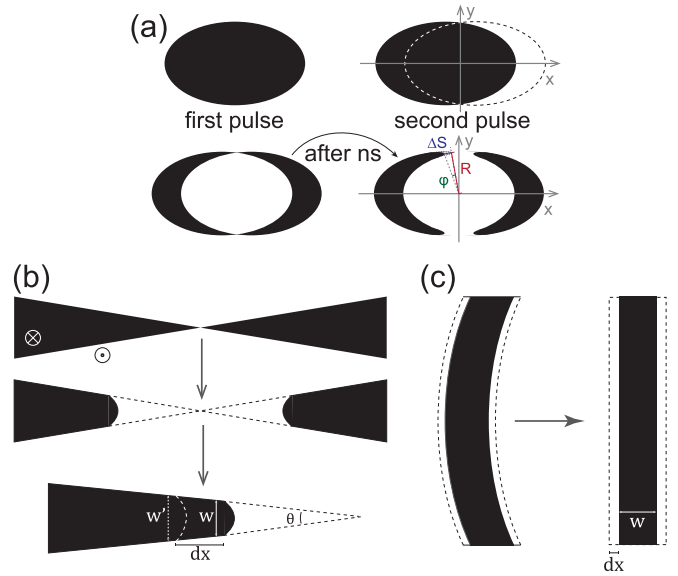 (a)
y
x
first pulse
second pulse
after ns
ΔS
y
R
φ
x
(b)
(c)
w'
w
θ
dx
w
dx